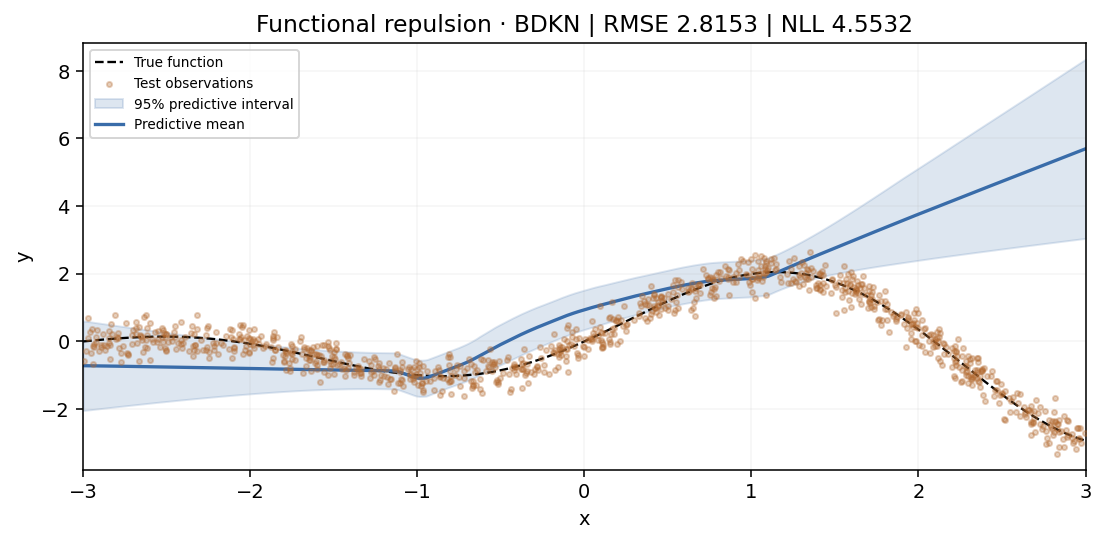 Functional repulsion · BDKN | RMSE 2.8153 | NLL 4.5532
True function
Test observations
95% predictive interval
Predictive mean
y
8
6
4
2
0
−2
−3
−2
−1
0
1
2
3
x